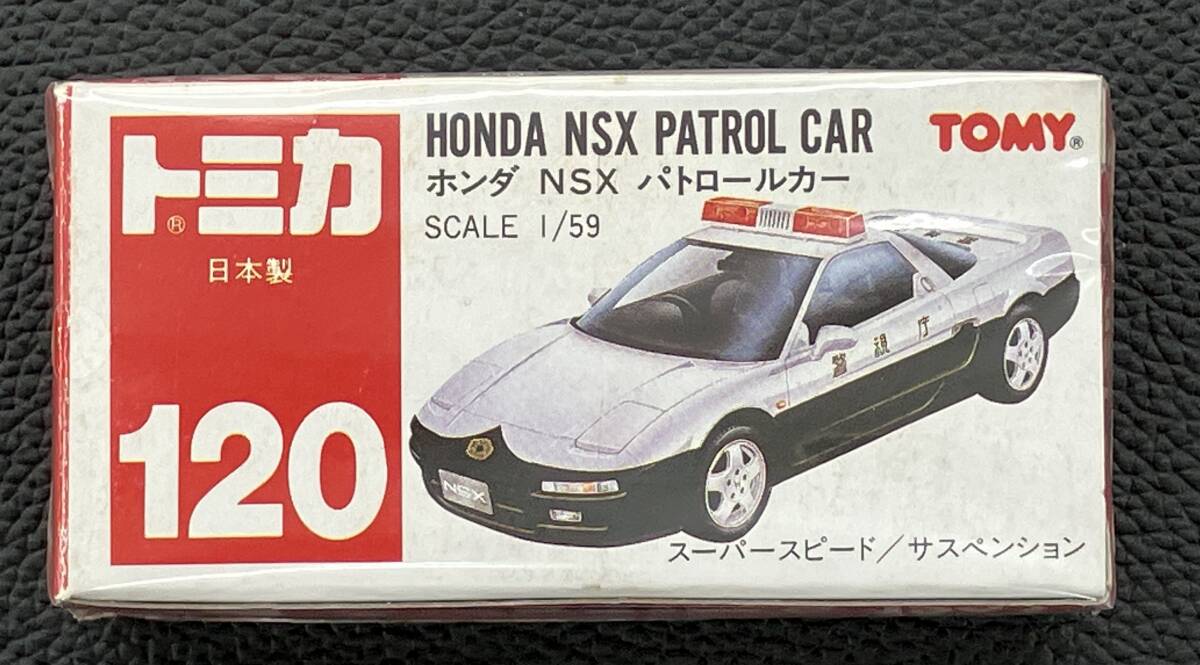 トミカ®
日本製
120
HONDA NSX PATROL CAR
ホンダ NSX パトロールカー
SCALE 1/59
TOMY®
警視庁
NSX
スーパースピード/サスペンション